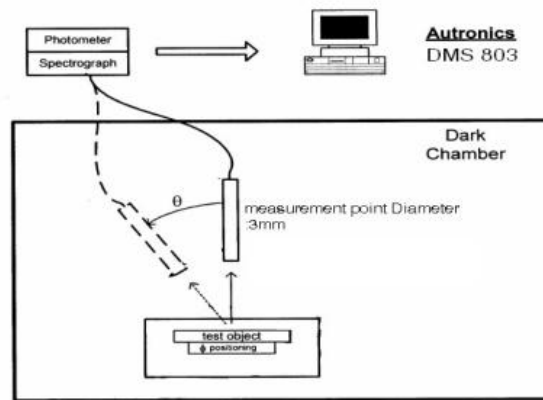 Photometer
Spectrograph
Autronics
DMS 803
Dark
Chamber
θ
measurement point Diameter
:3mm
test object
ϕ positioning